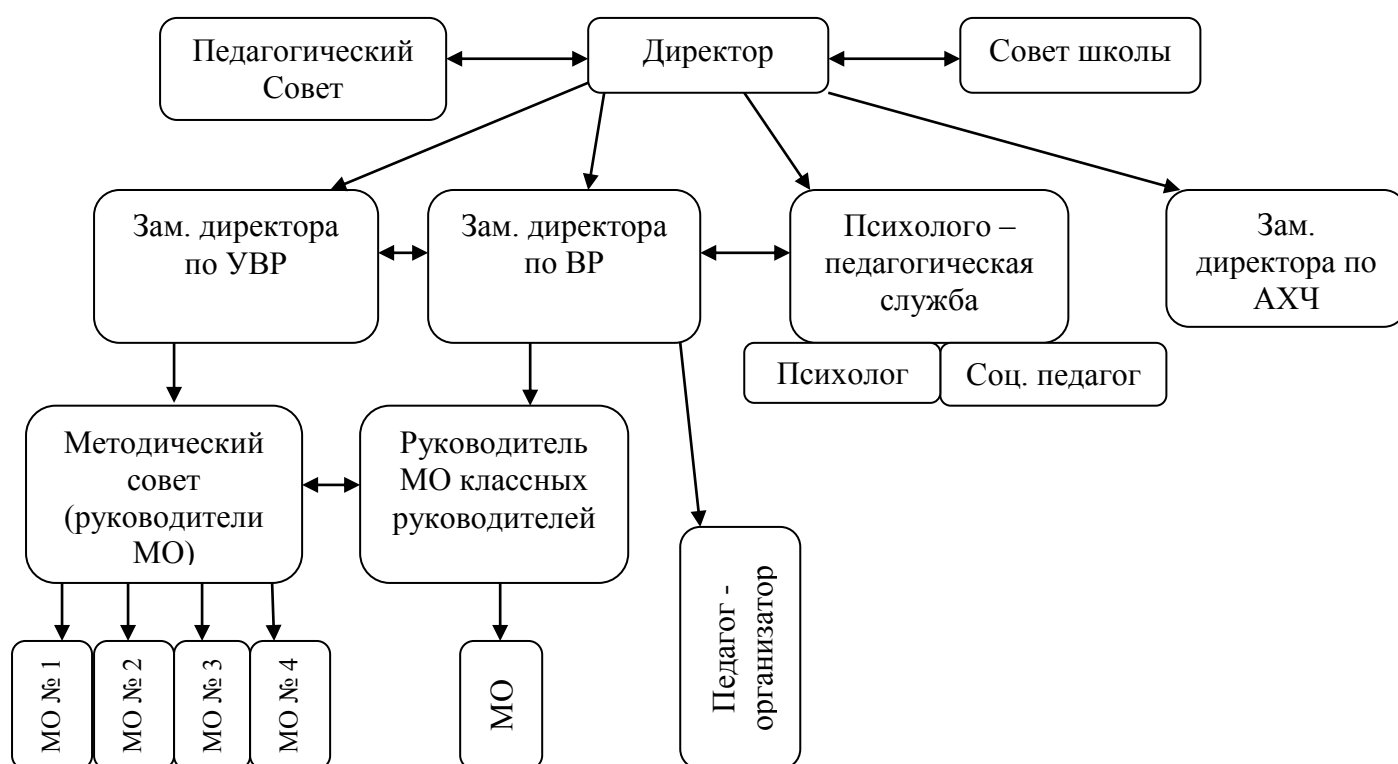 Педагогический
Совет
Директор
Совет школы
Зам. директора
по УВР
Зам. директора
по ВР
Психолого –
педагогическая
служба
Зам.
директора по
АХЧ
Психолог
Соц. педагог
Методический
совет
(руководители
МО)
Руководитель
МО классных
руководителей
Педагог -
организатор
МО № 1
МО № 2
МО № 3
МО № 4
МО